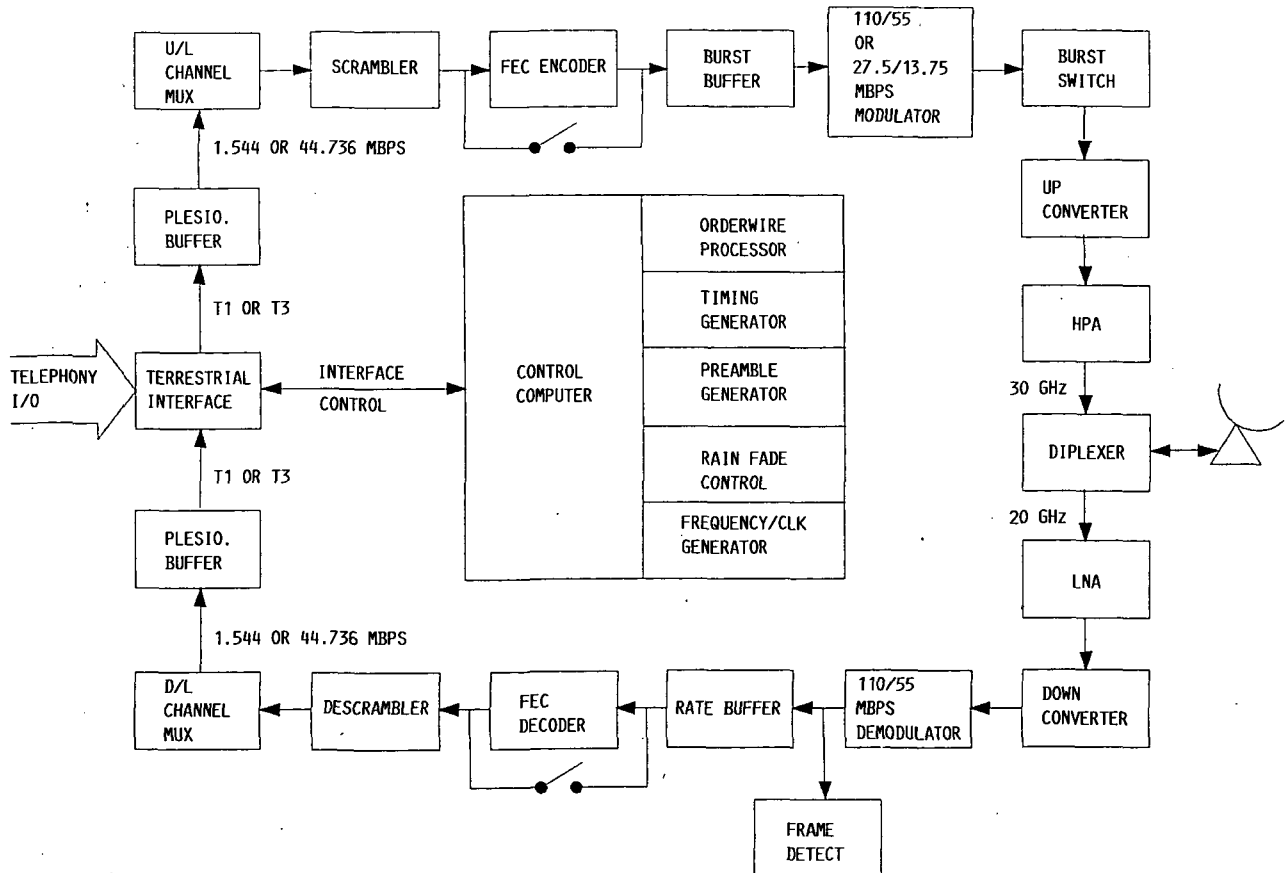 U/L
CHANNEL
MUX
SCRAMBLER
FEC ENCODER
BURST
BUFFER
110/55
OR
27.5/13.75
MBPS
MODULATOR
BURST
SWITCH
1.544 OR 44.736 MBPS
UP
CONVERTER
PLESIO.
BUFFER
T1 OR T3
HPA
TELEPHONY
I/O
TERRESTRIAL
INTERFACE
INTERFACE
CONTROL
CONTROL
COMPUTER
ORDERWIRE
PROCESSOR
TIMING
GENERATOR
PREAMBLE
GENERATOR
RAIN FADE
CONTROL
FREQUENCY/CLK
GENERATOR
30 GHz
DIPLEXER
20 GHz
LNA
T1 OR T3
PLESIO.
BUFFER
1.544 OR 44.736 MBPS
D/L
CHANNEL
MUX
DESCRAMBLER
FEC
DECODER
RATE BUFFER
110/55
MBPS
DEMODULATOR
DOWN
CONVERTER
FRAME
DETECT